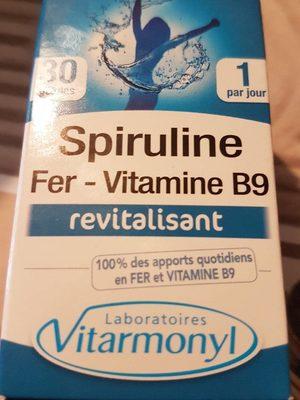 30
gélules
1
par jour
Spiruline
Fer - Vitamine B9
revitalisant
100% des apports quotidiens
en FER et VITAMINE B9
Laboratoires
Vitarmonyl